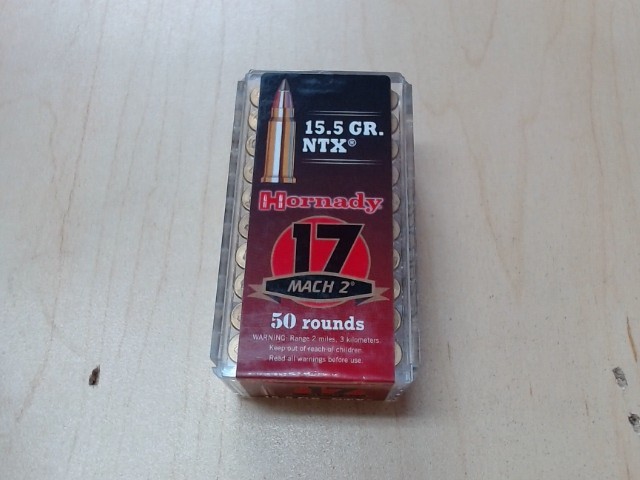 15.5 GR.
NTX®
Hornady
17
MACH 2®
50 rounds
WARNING: Range 2 miles, 3 kilometers.
Keep out of reach of children.
Read all warnings before use.